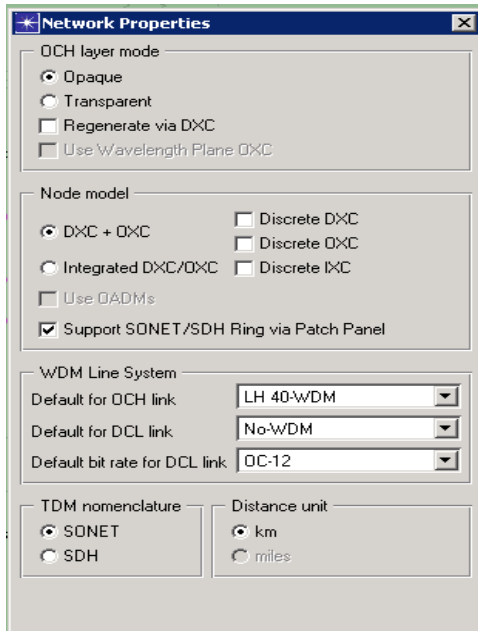 Network Properties
OCH layer mode
Opaque
Transparent
Regenerate via DXC
Use Wavelength Plane OXC
Node model
DXC + OXC
Integrated DXC/OXC
Discrete DXC
Discrete OXC
Discrete IXC
Use OADMs
Support SONET/SDH Ring via Patch Panel
WDM Line System
Default for OCH link LH 40-WDM
Default for DCL link No-WDM
Default bit rate for DCL link OC-12
TDM nomenclature
SONET
SDH
Distance unit
km
miles